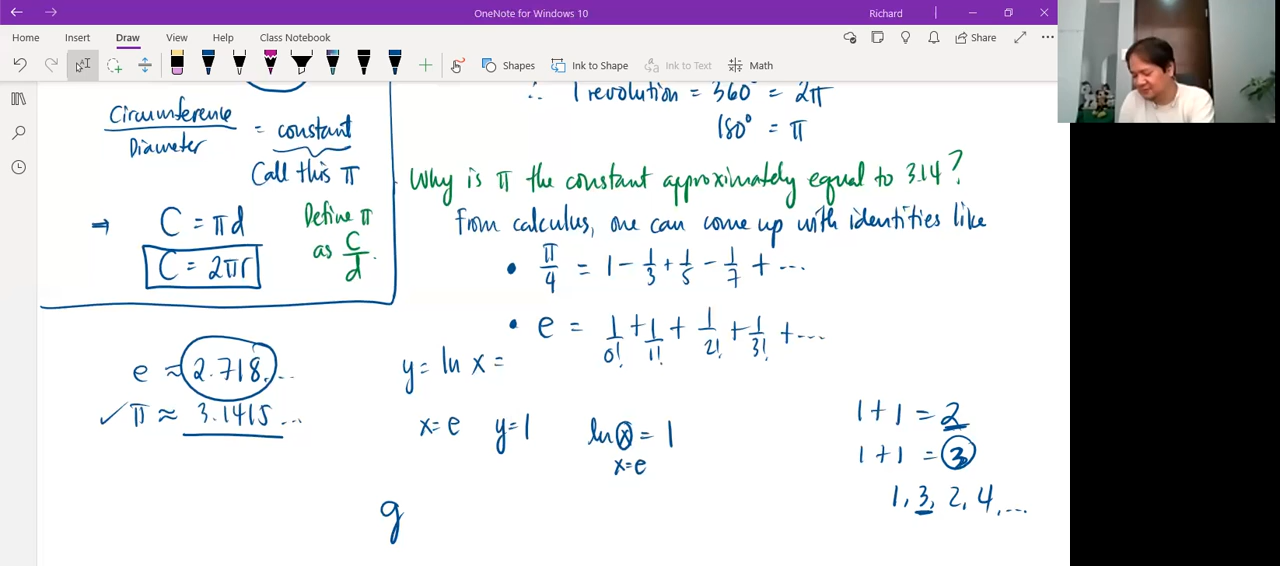 OneNote for Windows 10
Richard
Home Insert Draw View Help Class Notebook
Share
Shapes Ink to Shape Ink to Text Math
Circumference / Diameter = constant
Call this π
⇒ C = πd
C = 2πr
Define π
as C/d.
∴ 1 revolution = 360° = 2π
180° = π
Why is π the constant approximately equal to 3.14?
From calculus, one can come up with identities like
• π/4 = 1 - 1/3 + 1/5 - 1/7 + ...
• e = 1/0! + 1/1! + 1/2! + 1/3! + ...
e ≈ 2.718...
✓ π ≈ 3.1415...
y = ln x =
x = e y = 1 ln x = 1
x = e
1 + 1 = 2
1 + 1 = 3
1, 3, 2, 4, ...
g